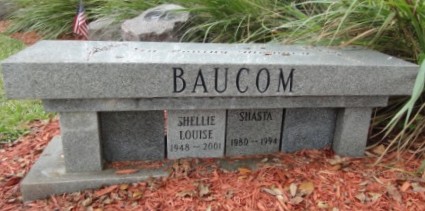 BAUCOM
SHELLIE
LOUISE
1948 — 2001
SHASTA
1980 — 1994